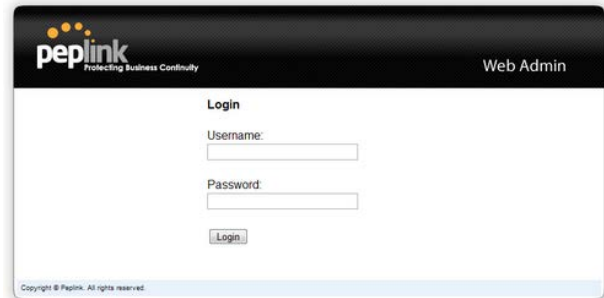 peplink
Protecting Business Continuity
Web Admin
Login
Username:
Password:
Login
Copyright © Peplink. All rights reserved.